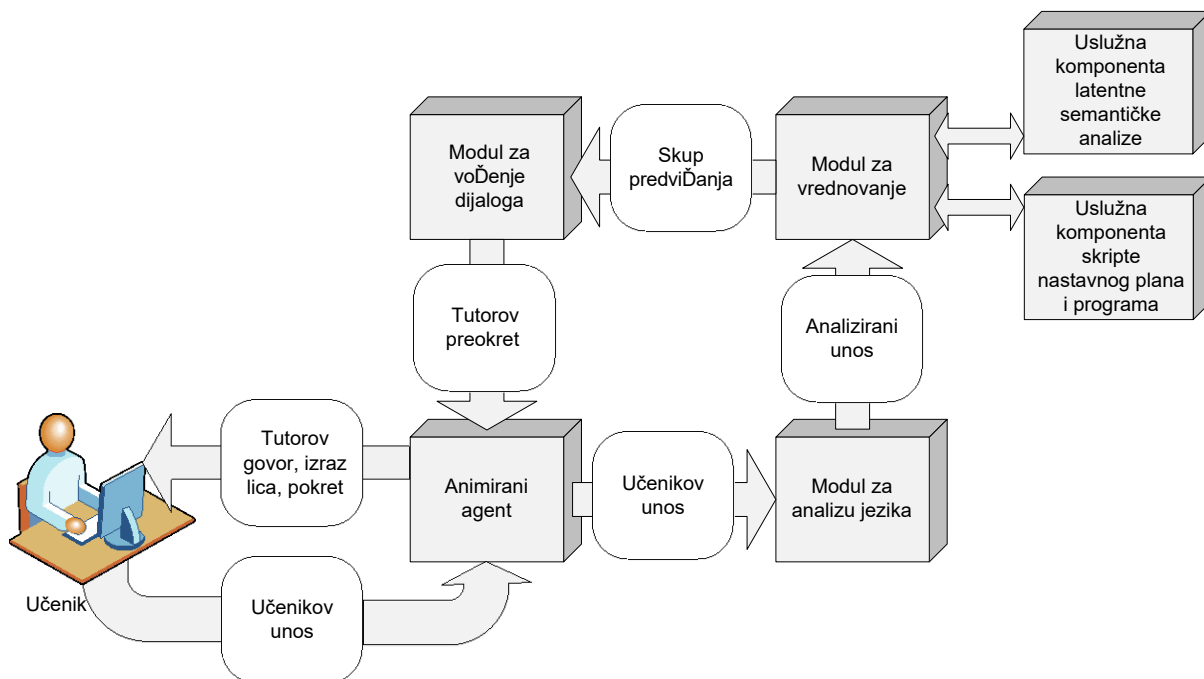 Uslužna
komponenta
latentne
semantičke
analize
Modul za
voĐenje
dijaloga
Skup
predviĐanja
Modul za
vrednovanje
Uslužna
komponenta
skripte
nastavnog plana
i programa
Tutorov
preokret
Analizirani
unos
Tutorov
govor, izraz
lica, pokret
Animirani
agent
Učenikov
unos
Modul za
analizu jezika
Učenik
Učenikov
unos